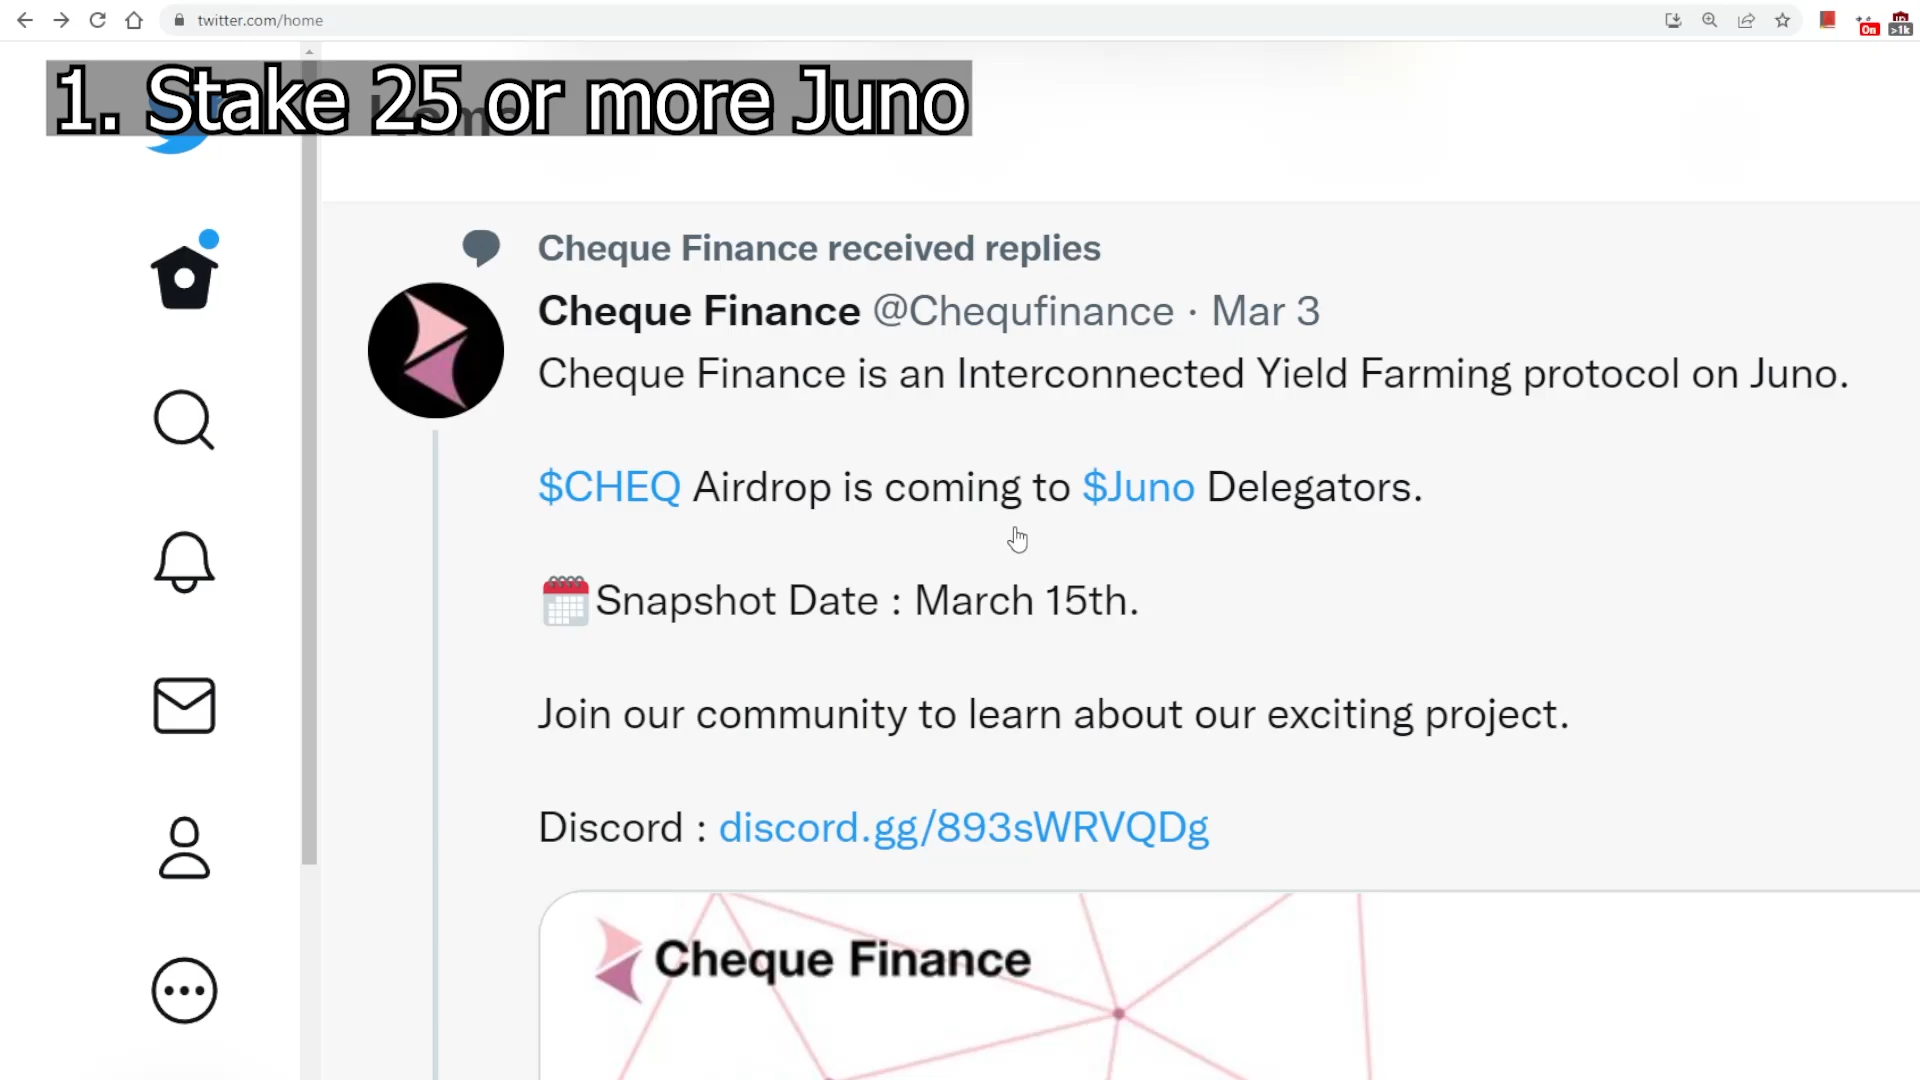 twitter.com/home
On
>1k
1. Stake 25 or more Juno
Cheque Finance received replies
Cheque Finance @Chequfinance · Mar 3
Cheque Finance is an Interconnected Yield Farming protocol on Juno.
$CHEQ Airdrop is coming to $Juno Delegators.
Snapshot Date : March 15th.
Join our community to learn about our exciting project.
Discord : discord.gg/893sWRVQDg
Cheque Finance